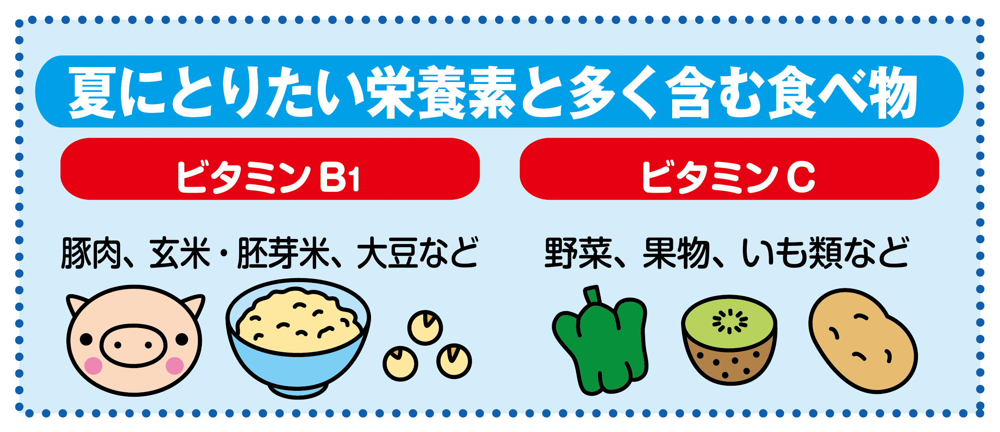 夏にとりたい栄養素と多く含む食べ物
ビタミンB1
豚肉、玄米・胚芽米、大豆など
ビタミンC
野菜、果物、いも類など